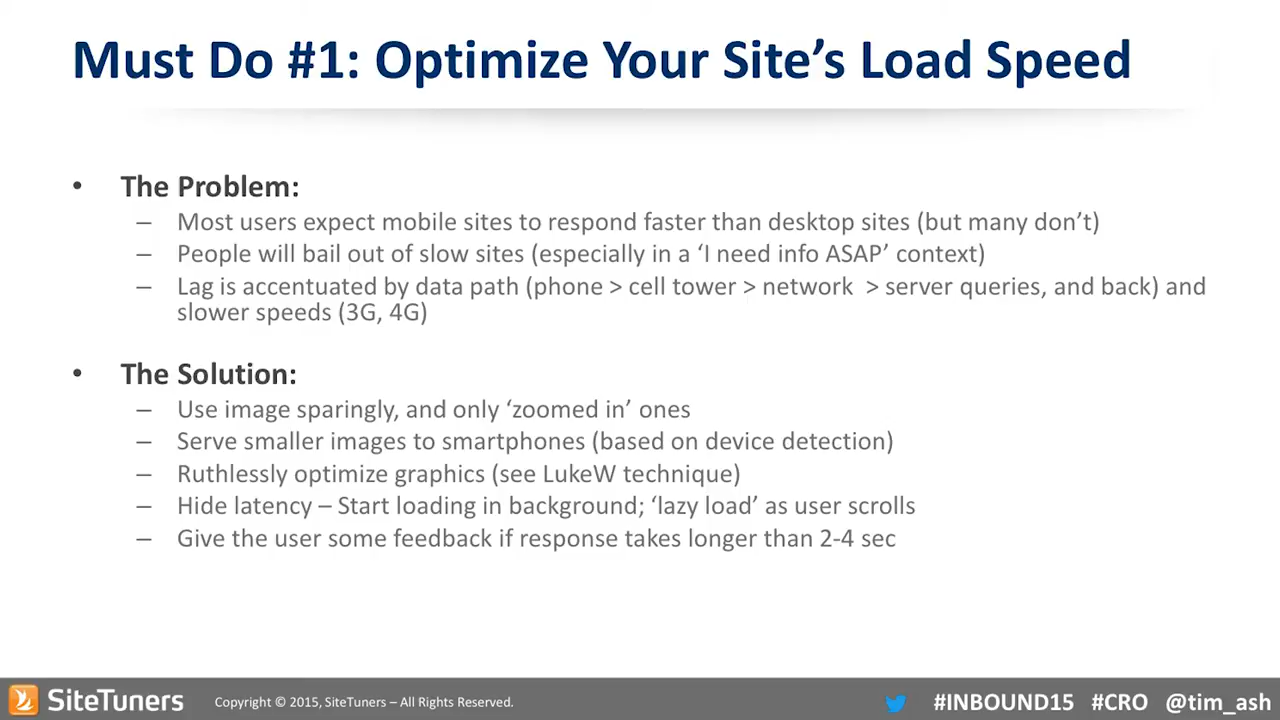 Must Do #1: Optimize Your Site’s Load Speed
• The Problem:
– Most users expect mobile sites to respond faster than desktop sites (but many don’t)
– People will bail out of slow sites (especially in a ‘I need info ASAP’ context)
– Lag is accentuated by data path (phone > cell tower > network  > server queries, and back) and
slower speeds (3G, 4G)
• The Solution:
– Use image sparingly, and only ‘zoomed in’ ones
– Serve smaller images to smartphones (based on device detection)
– Ruthlessly optimize graphics (see LukeW technique)
– Hide latency – Start loading in background; ‘lazy load’ as user scrolls
– Give the user some feedback if response takes longer than 2-4 sec
SiteTuners Copyright © 2015, SiteTuners – All Rights Reserved. #INBOUND15 #CRO @tim_ash